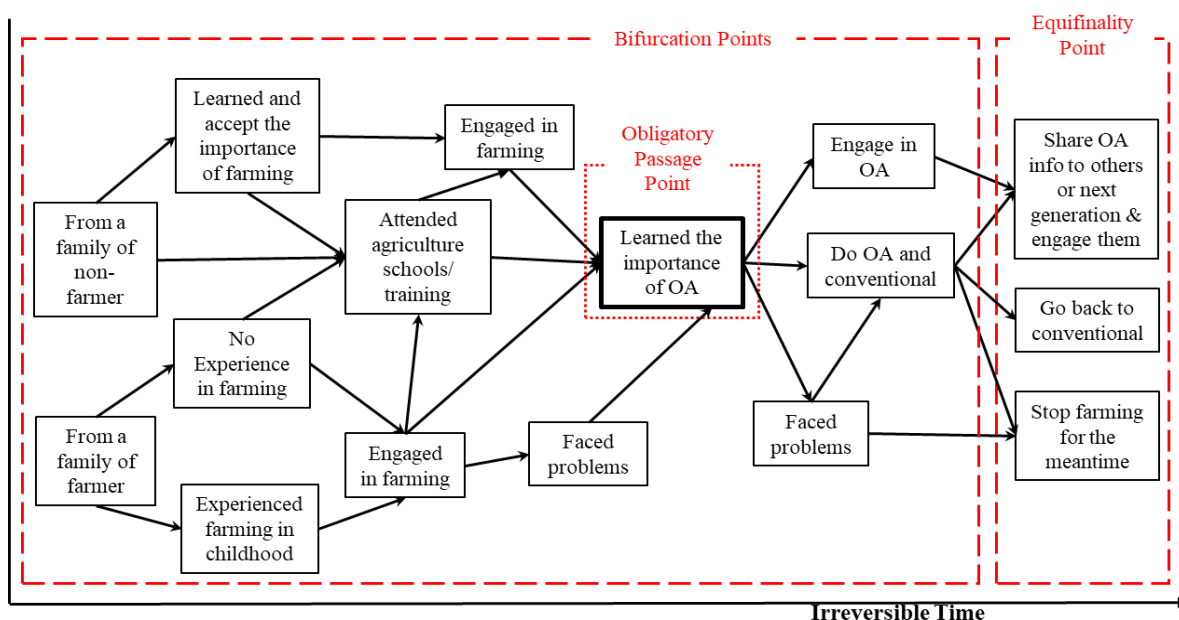 Bifurcation Points
Equifinality
Point
Learned and
accept the
importance
of farming
Engaged in
farming
Obligatory
Passage
Point
Engage in
OA
Share OA
info to others
or next
generation &
engage them
From a
family of
non-
farmer
Attended
agriculture
schools/
training
Learned the
importance
of OA
Do OA and
conventional
Go back to
conventional
No
Experience
in farming
From a
family of
farmer
Engaged
in farming
Faced
problems
Faced
problems
Stop farming
for the
meantime
Experienced
farming in
childhood
Irreversible Time